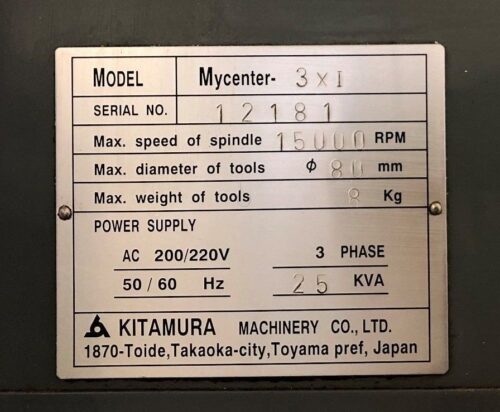 MODEL Mycenter- 3XI
SERIAL NO. 12181
Max. speed of spindle 15000 RPM
Max. diameter of tools φ 80 mm
Max. weight of tools 8 Kg
POWER SUPPLY
AC 200/220V 3 PHASE
50/60 Hz 25 KVA
KITAMURA MACHINERY CO., LTD.
1870-Toide,Takaoka-city,Toyama pref, Japan